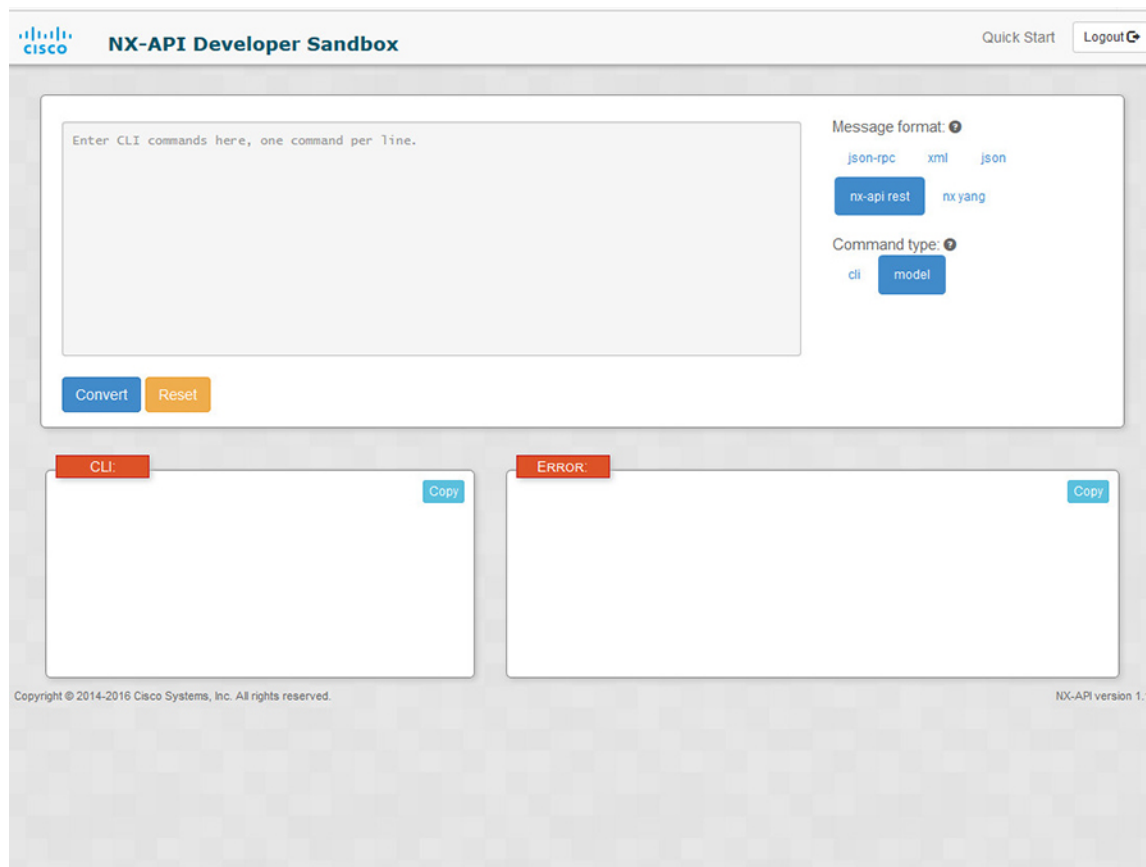 CISCO
NX-API Developer Sandbox
Quick Start
Logout
Enter CLI commands here, one command per line.
Message format:
json-rpc xml json
nx-api rest nx yang
Command type:
cli model
Convert Reset
CLI:
Copy
ERROR:
Copy
Copyright © 2014-2016 Cisco Systems, Inc. All rights reserved.
NX-API version 1.